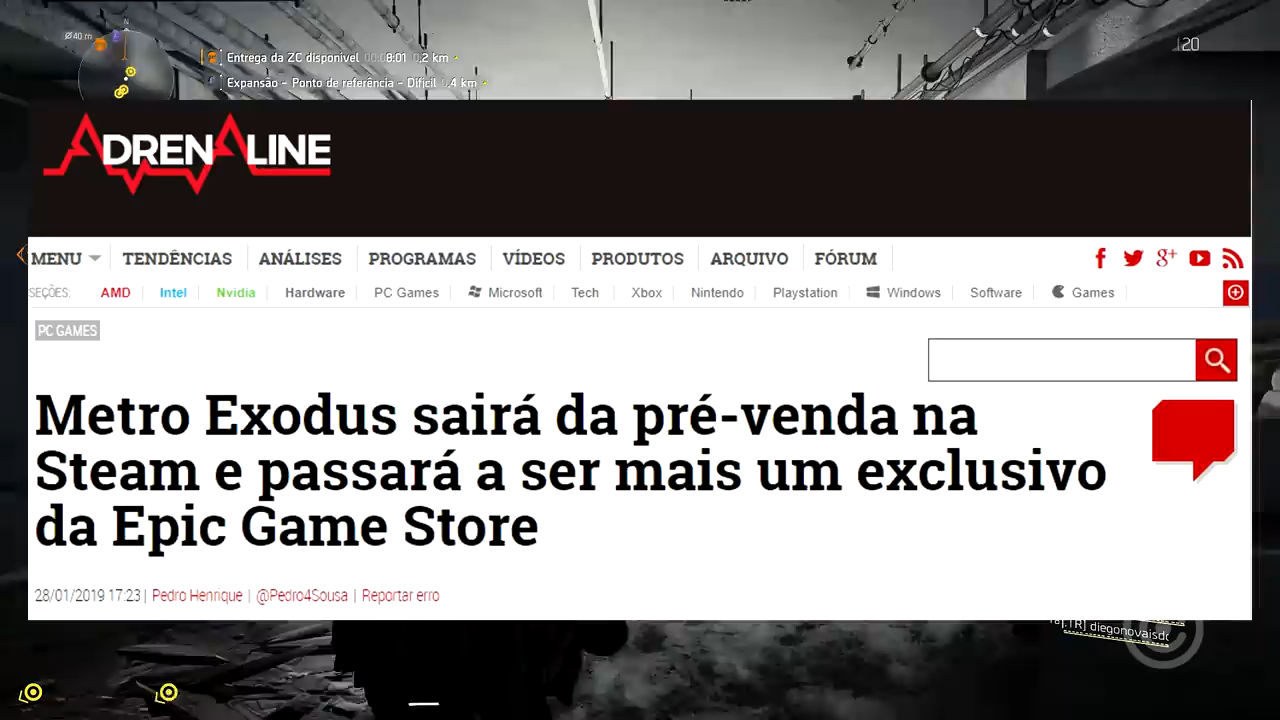 40 m
N
Entrega da ZC disponível 00:08:01 0,2 km
Expansão - Ponto de referência - Difícil 0,4 km
20
ADRENALINE
MENU TENDÊNCIAS ANÁLISES PROGRAMAS VÍDEOS PRODUTOS ARQUIVO FÓRUM
SEÇÕES: AMD Intel Nvidia Hardware PC Games Microsoft Tech Xbox Nintendo Playstation Windows Software Games
PC GAMES
Metro Exodus sairá da pré-venda na
Steam e passará a ser mais um exclusivo
da Epic Game Store
28/01/2019 17:23 | Pedro Henrique | @Pedro4Sousa | Reportar erro
diegonovaisdc